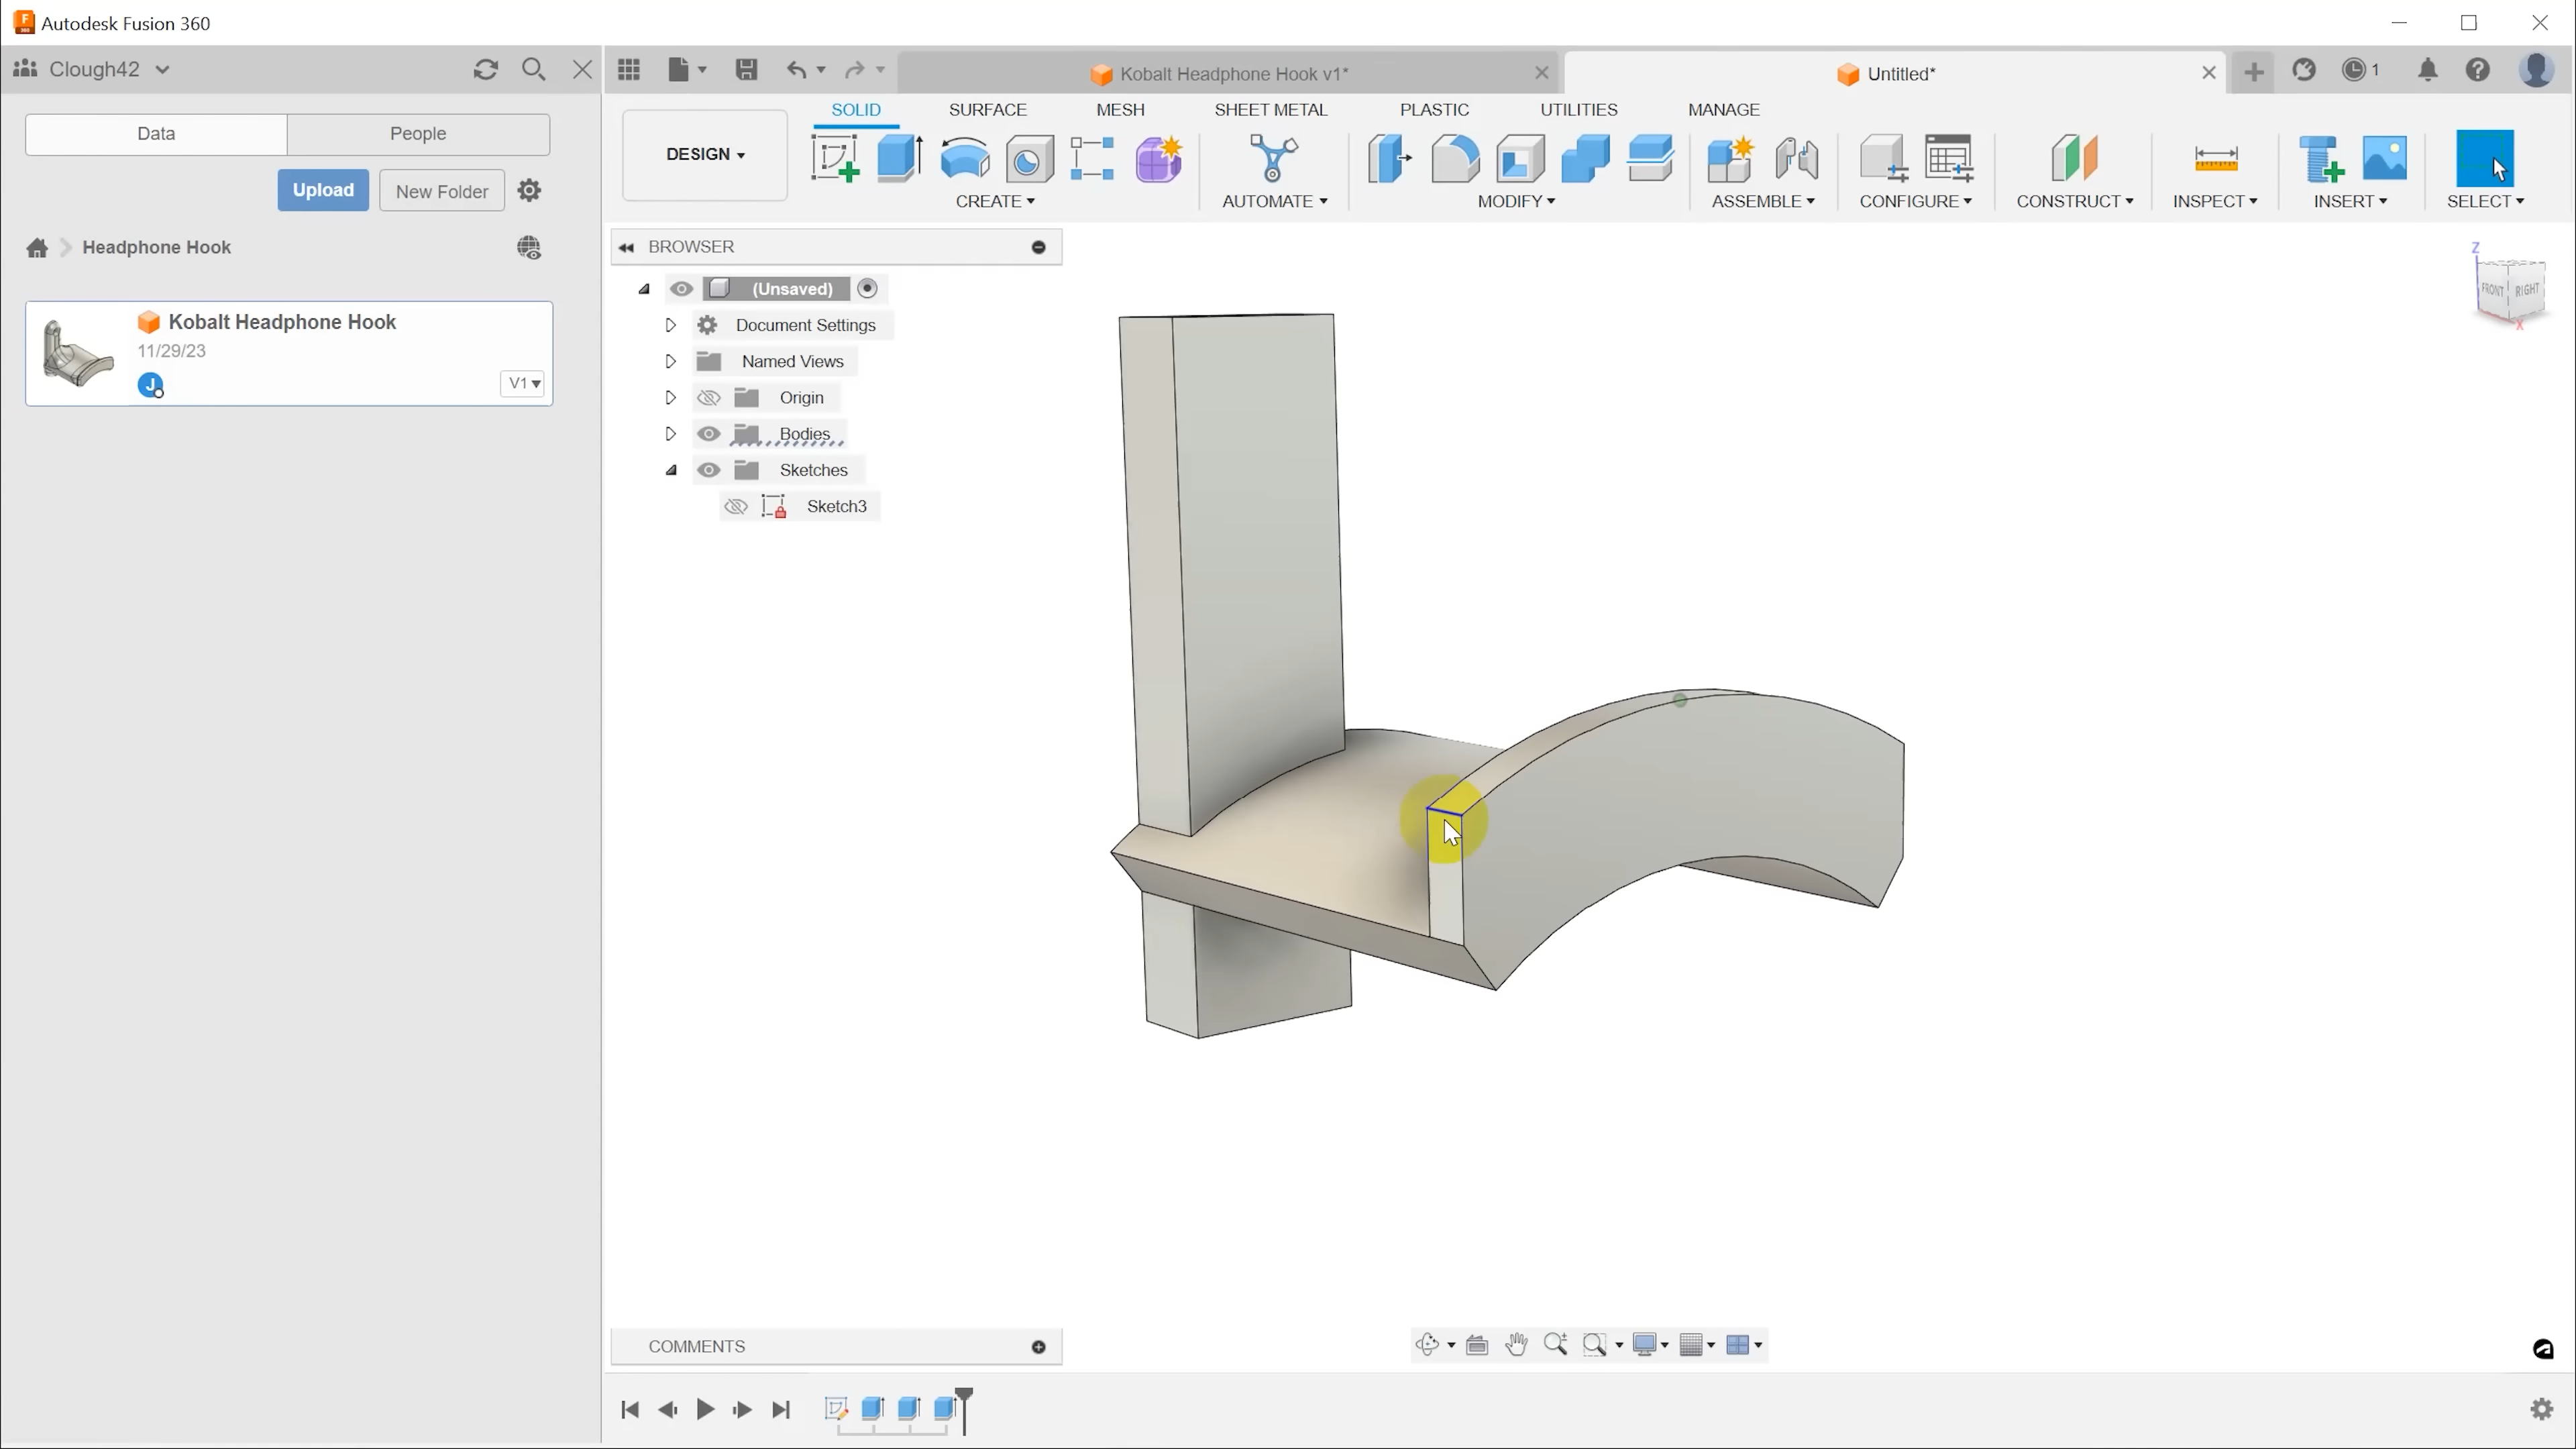 Autodesk Fusion 360
Clough42
Kobalt Headphone Hook v1*
Untitled*
1
Data
People
Upload
New Folder
Headphone Hook
Kobalt Headphone Hook
11/29/23
J
V1
DESIGN
SOLID
SURFACE
MESH
SHEET METAL
PLASTIC
UTILITIES
MANAGE
CREATE
AUTOMATE
MODIFY
ASSEMBLE
CONFIGURE
CONSTRUCT
INSPECT
INSERT
SELECT
BROWSER
(Unsaved)
Document Settings
Named Views
Origin
Bodies
Sketches
Sketch3
Z
FRONT
RIGHT
X
COMMENTS